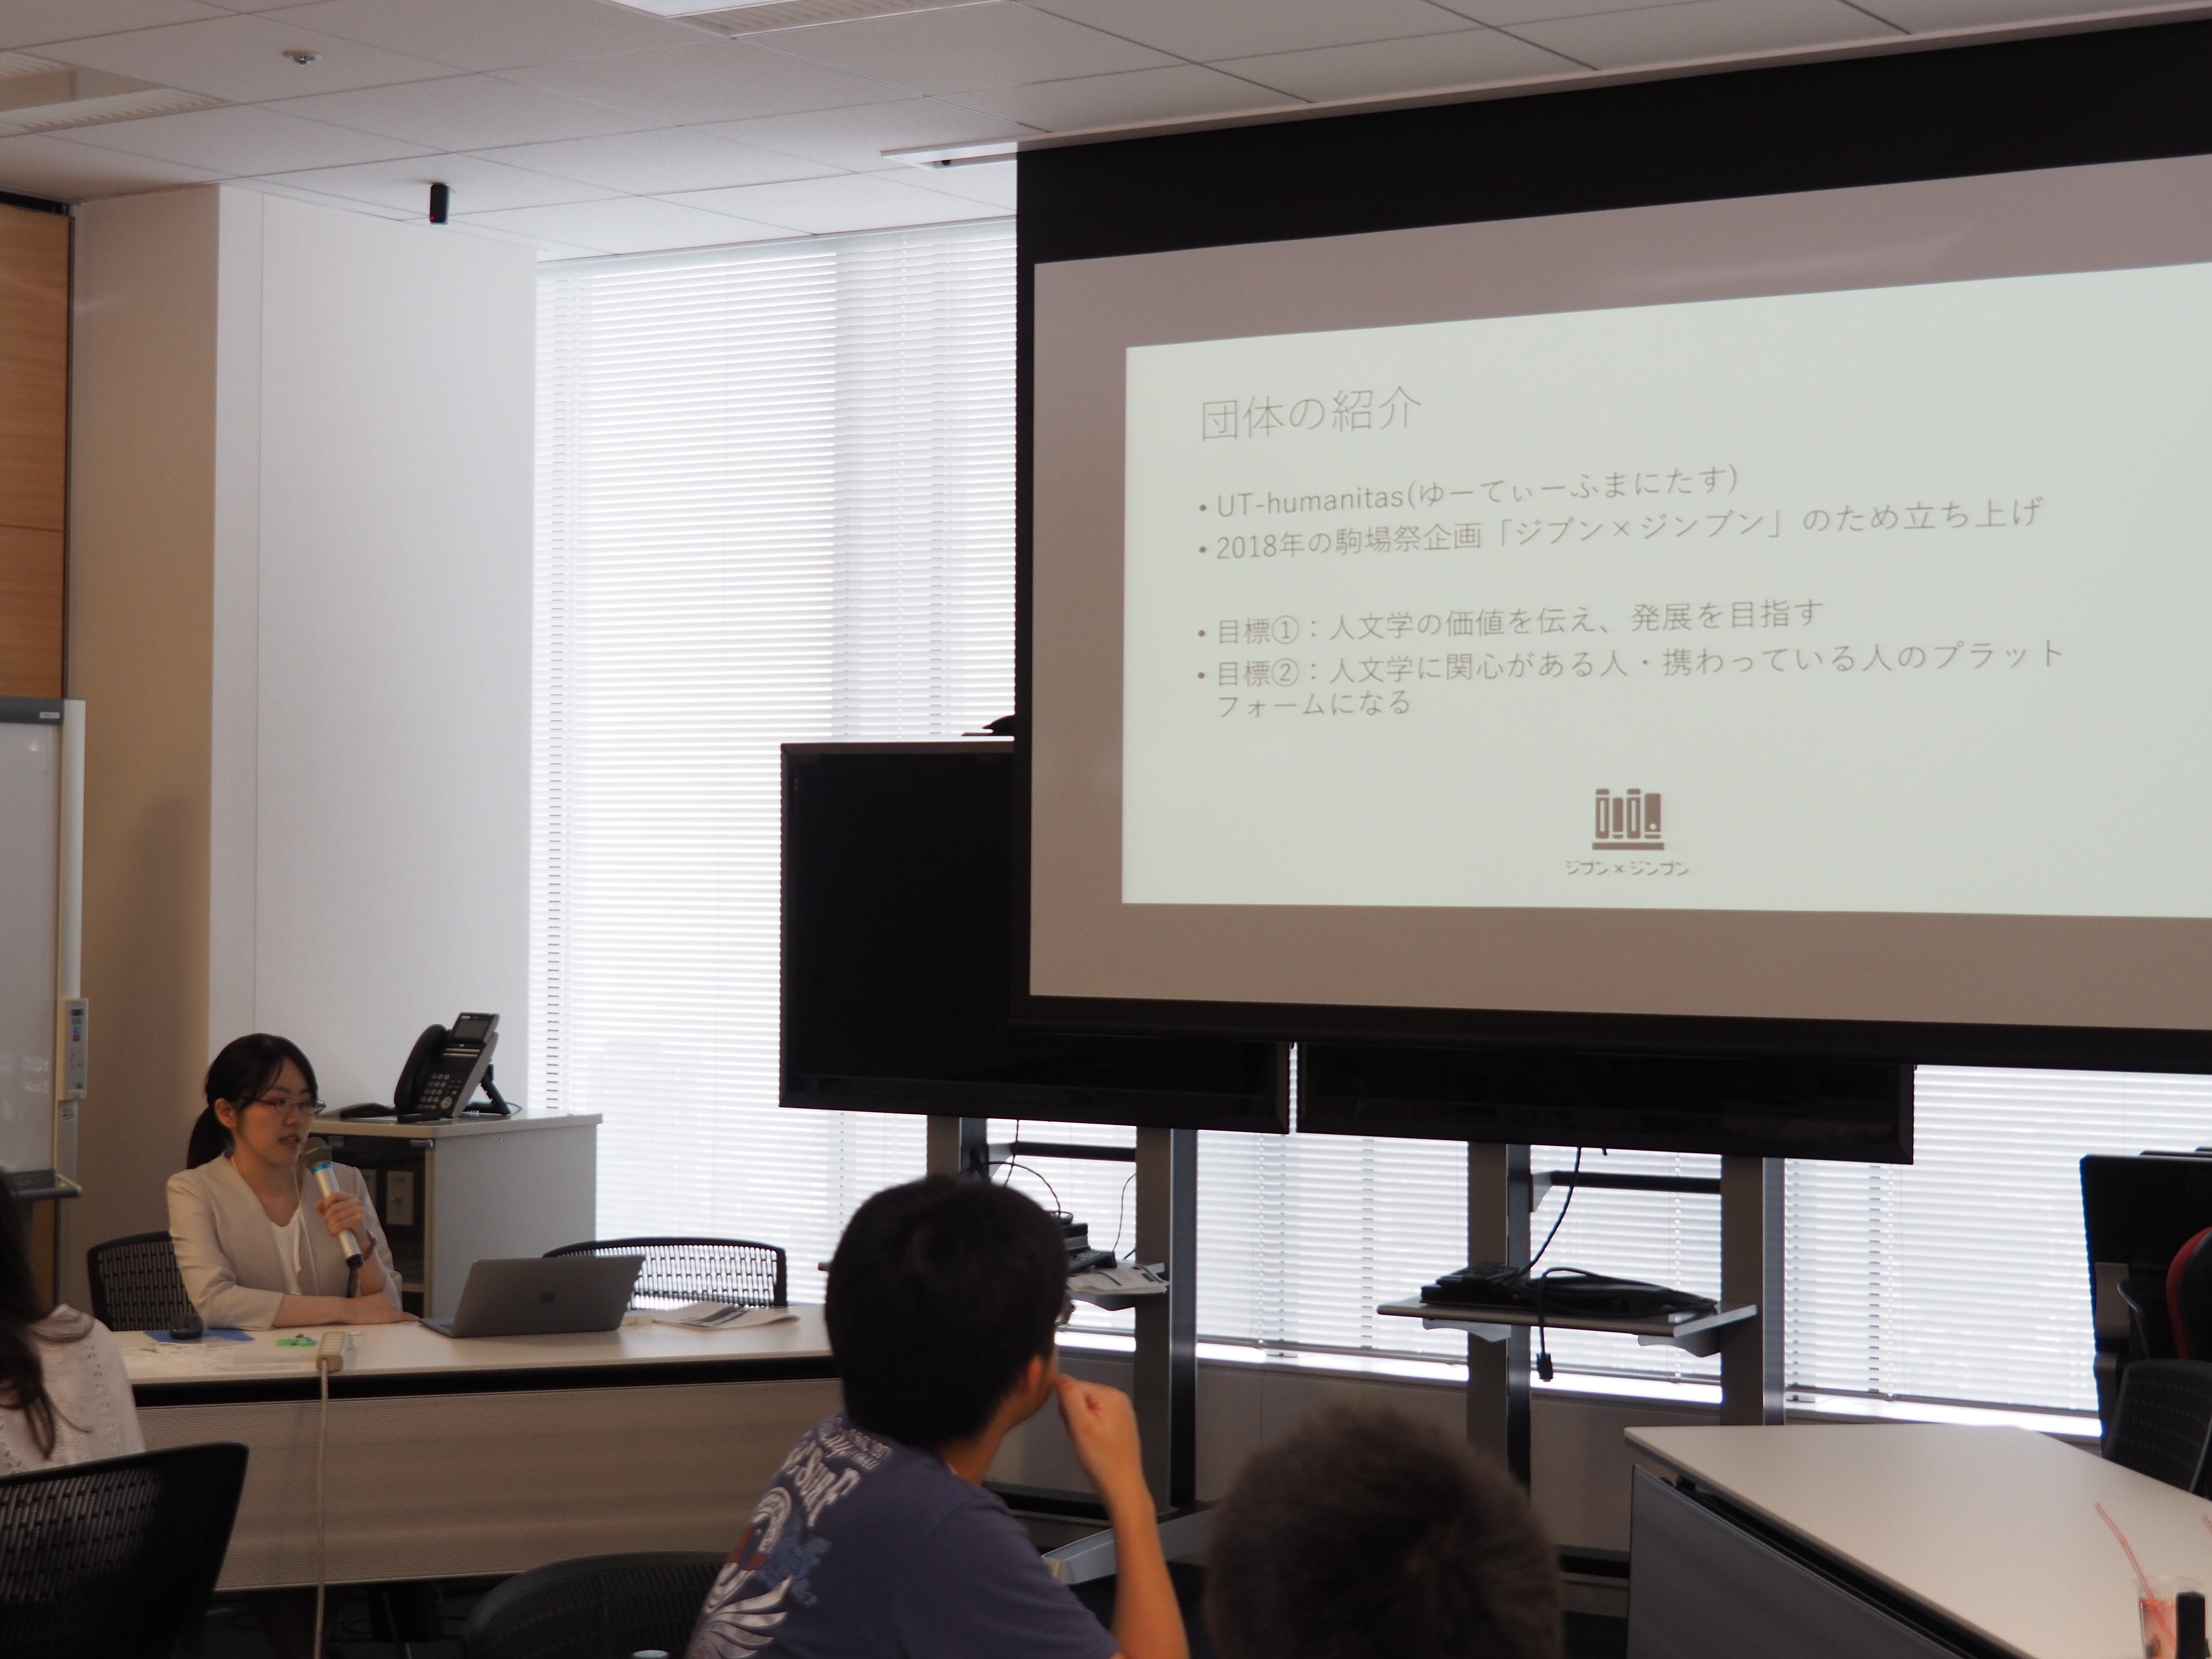 団体の紹介
• UT-humanitas(ゆーてぃーふまにたす)
• 2018年の駒場祭企画「ジブン×ジンブン」のため立ち上げ
• 目標①：人文学の価値を伝え、発展を目指す
• 目標②：人文学に関心がある人・携わっている人のプラット
フォームになる
ジブン×ジンブン
SURF